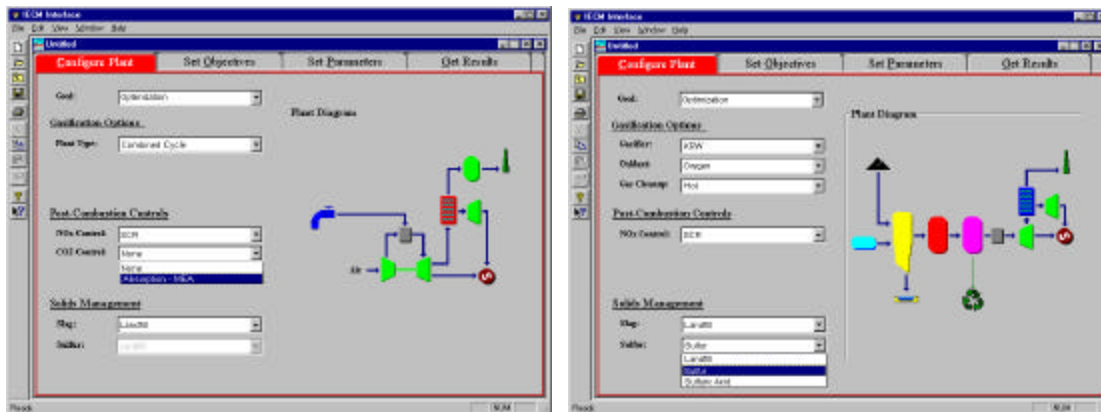 IECM Interface
File Edit View Window Help
Untitled
Configure Plant
Set Objectives
Set Parameters
Get Results
Goal:
Optimization
Plant Diagram
Gasification Options
Plant Type:
Combined Cycle
Post-Combustion Controls
NOx Control:
SCR
CO2 Control:
None
None
Absorption - MEA
Air
S
Solids Management
Slag:
Landfill
Sulfur:
Ready
NUM
IECM Interface
File Edit View Window Help
Untitled
Configure Plant
Set Objectives
Set Parameters
Get Results
Goal:
Optimization
Plant Diagram
Gasification Options
Gasifier:
KRW
Oxidant:
Oxygen
Gas Cleanup:
Hot
Post-Combustion Controls
NOx Control:
SCR
S
Solids Management
Slag:
Landfill
Sulfur:
Sulfur
Landfill
Sulfur
Sulfuric Acid
Ready
NUM